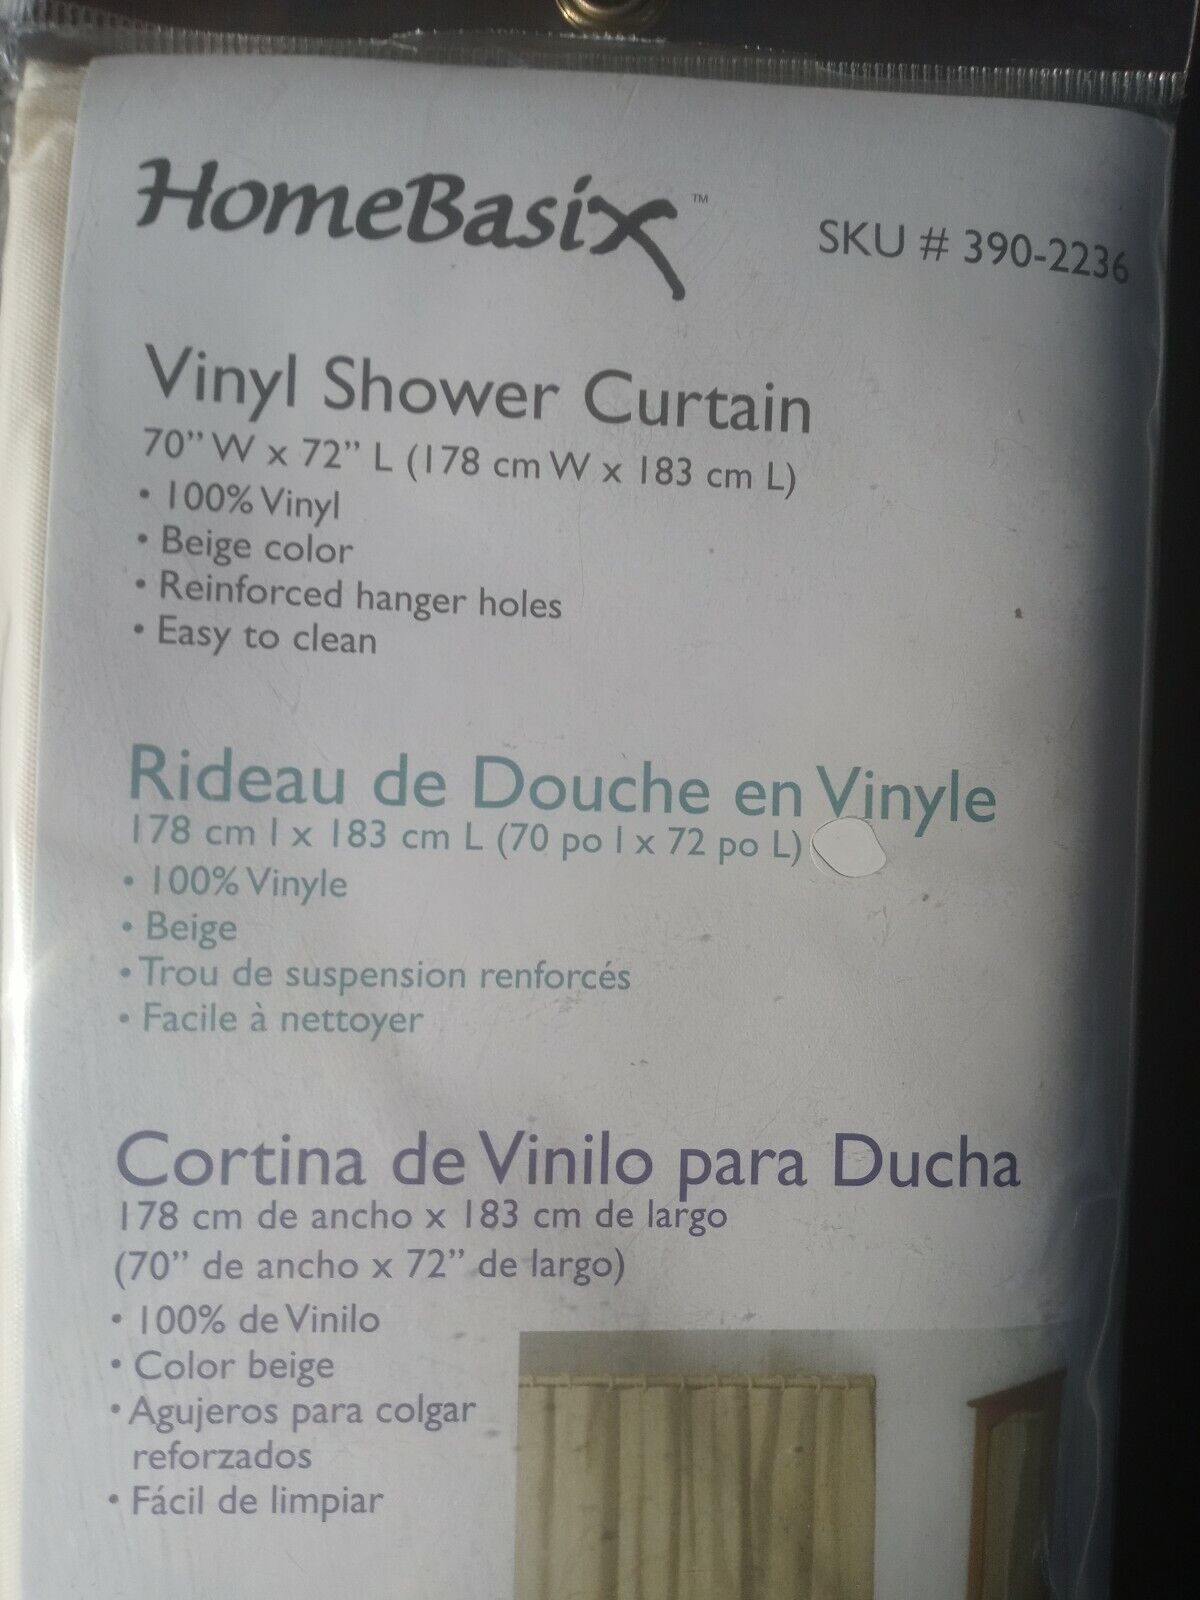 HomeBasix™
SKU # 390-2236
Vinyl Shower Curtain
70” W x 72” L (178 cm W x 183 cm L)
• 100% Vinyl
• Beige color
• Reinforced hanger holes
• Easy to clean
Rideau de Douche en Vinyle
178 cm l x 183 cm L (70 po l x 72 po L)
• 100% Vinyle
• Beige
• Trou de suspension renforcés
• Facile à nettoyer
Cortina de Vinilo para Ducha
178 cm de ancho x 183 cm de largo
(70” de ancho x 72” de largo)
• 100% de Vinilo
• Color beige
• Agujeros para colgar
reforzados
• Fácil de limpiar